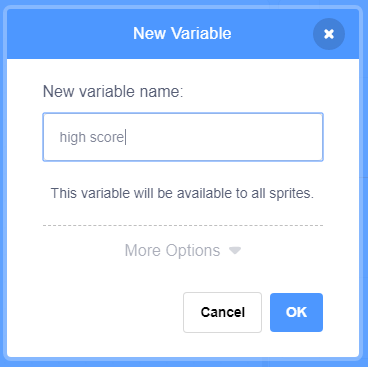 New Variable
New variable name:
high score
This variable will be available to all sprites.
More Options
Cancel OK